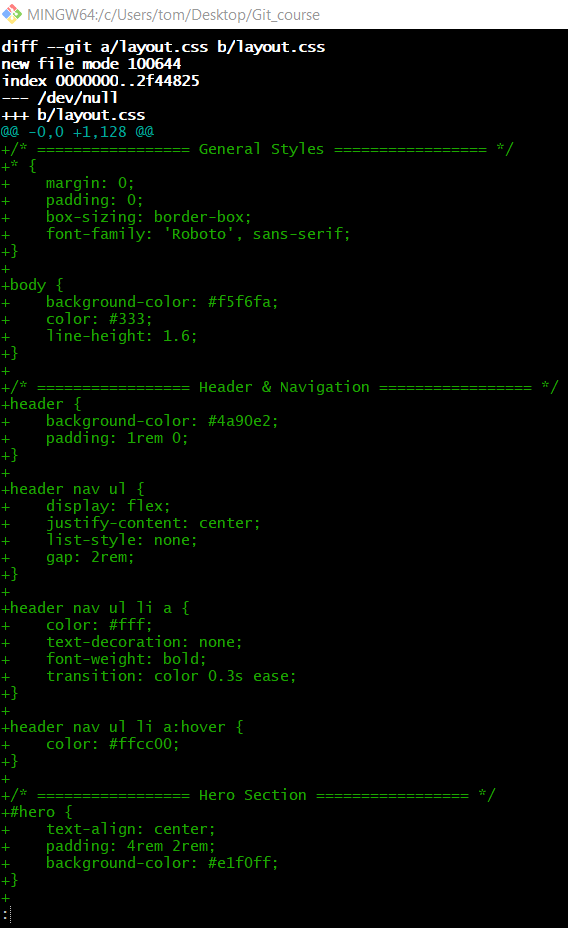 MINGW64:/c/Users/tom/Desktop/Git_course
diff --git a/layout.css b/layout.css
new file mode 100644
index 0000000..2f44825
--- /dev/null
+++ b/layout.css
@@ -0,0 +1,128 @@
+/* ================= General Styles ================= */
+* {
+    margin: 0;
+    padding: 0;
+    box-sizing: border-box;
+    font-family: 'Roboto', sans-serif;
+}
+
+body {
+    background-color: #f5f6fa;
+    color: #333;
+    line-height: 1.6;
+}
+
+/* ================= Header & Navigation ================= */
+header {
+    background-color: #4a90e2;
+    padding: 1rem 0;
+}
+
+header nav ul {
+    display: flex;
+    justify-content: center;
+    list-style: none;
+    gap: 2rem;
+}
+
+header nav ul li a {
+    color: #fff;
+    text-decoration: none;
+    font-weight: bold;
+    transition: color 0.3s ease;
+}
+
+header nav ul li a:hover {
+    color: #ffcc00;
+}
+
+/* ================= Hero Section ================= */
+#hero {
+    text-align: center;
+    padding: 4rem 2rem;
+    background-color: #e1f0ff;
+}
+
: